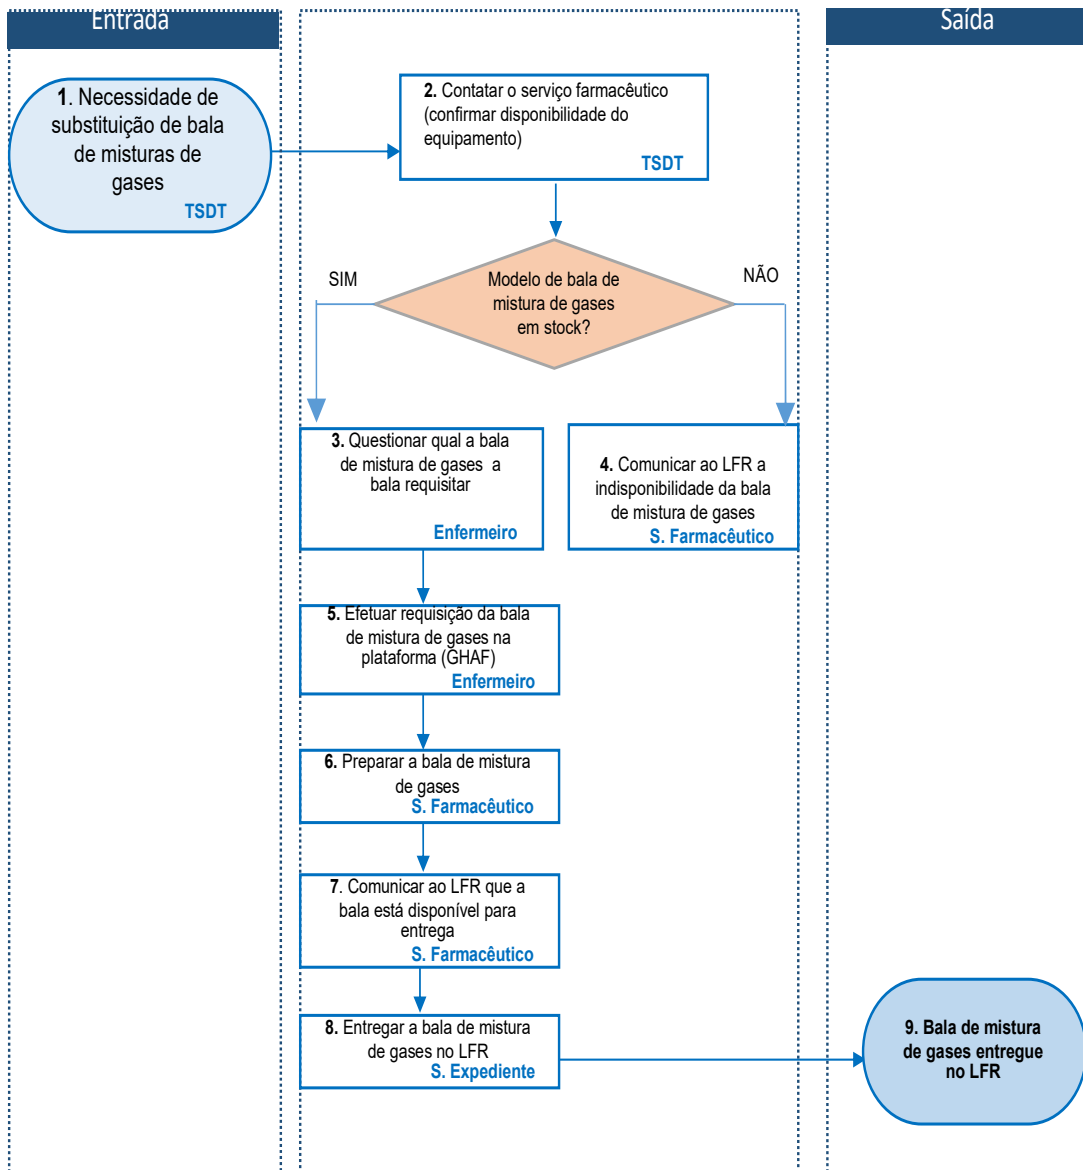 Entrada
Saída
1. Necessidade de
substituição de bala
de misturas de
gases
TSDT
2. Contatar o serviço farmacêutico
(confirmar disponibilidade do
equipamento)
TSDT
SIM
Modelo de bala de
mistura de gases
em stock?
NÃO
3. Questionar qual a bala
de mistura de gases a
bala requisitar
Enfermeiro
4. Comunicar ao LFR a
indisponibilidade da bala
de mistura de gases
S. Farmacêutico
5. Efetuar requisição da bala
de mistura de gases na
plataforma (GHAF)
Enfermeiro
6. Preparar a bala de mistura
de gases
S. Farmacêutico
7. Comunicar ao LFR que a
bala está disponível para
entrega
S. Farmacêutico
8. Entregar a bala de mistura
de gases no LFR
S. Expediente
9. Bala de mistura
de gases entregue
no LFR